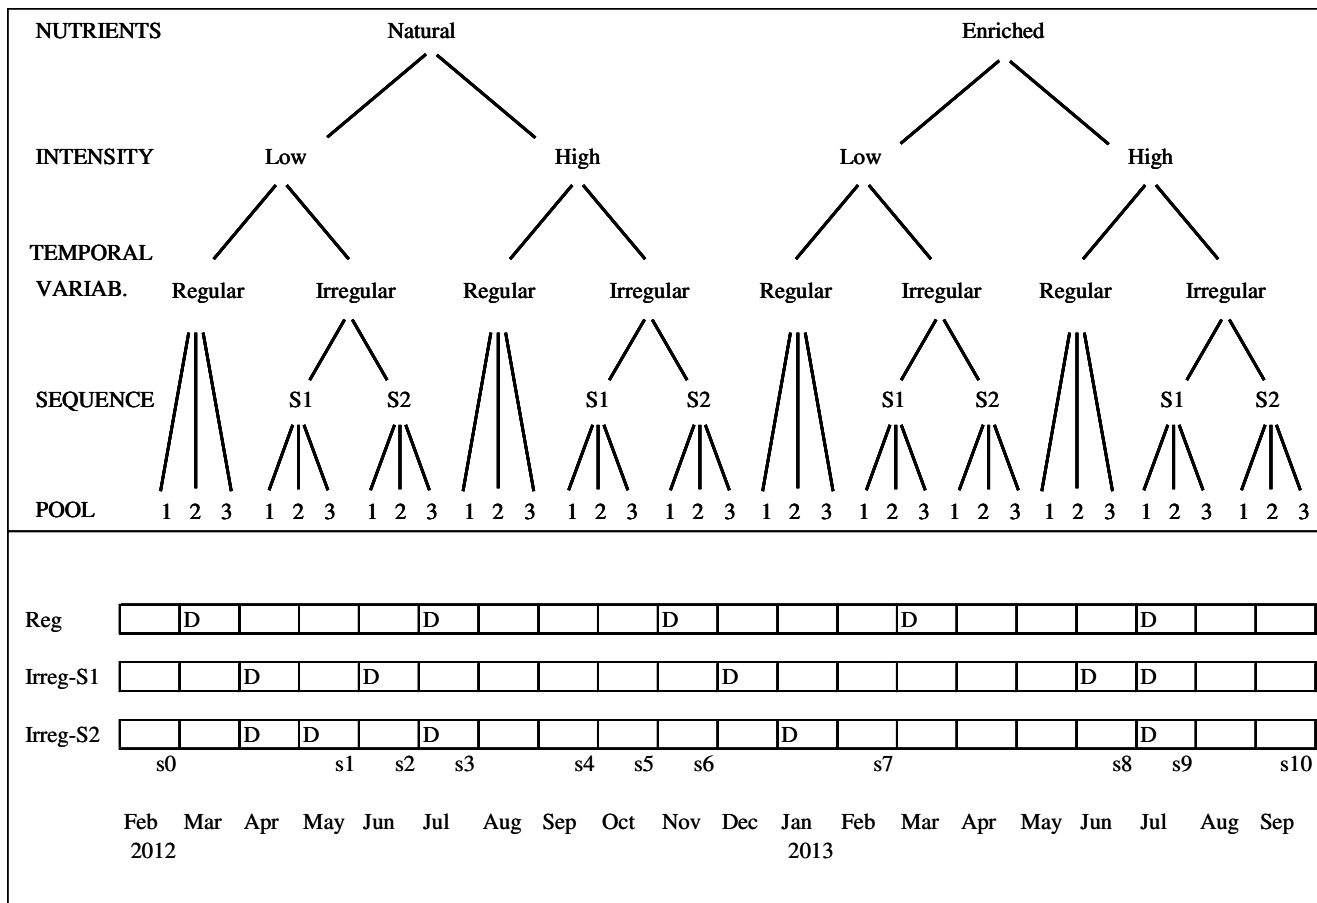 NUTRIENTS Natural Enriched
INTENSITY Low High Low High
TEMPORAL
VARIAB. Regular Irregular Regular Irregular Regular Irregular Regular Irregular
SEQUENCE S1 S2 S1 S2 S1 S2 S1 S2
POOL 1 2 3 1 2 3 1 2 3 1 2 3 1 2 3 1 2 3 1 2 3 1 2 3 1 2 3 1 2 3 1 2 3 1 2 3
Reg D D D D D
Irreg-S1 D D D D D
Irreg-S2 D D D D D
s0 s1 s2 s3 s4 s5 s6 s7 s8 s9 s10
Feb Mar Apr May Jun Jul Aug Sep Oct Nov Dec Jan Feb Mar Apr May Jun Jul Aug Sep
2012 2013